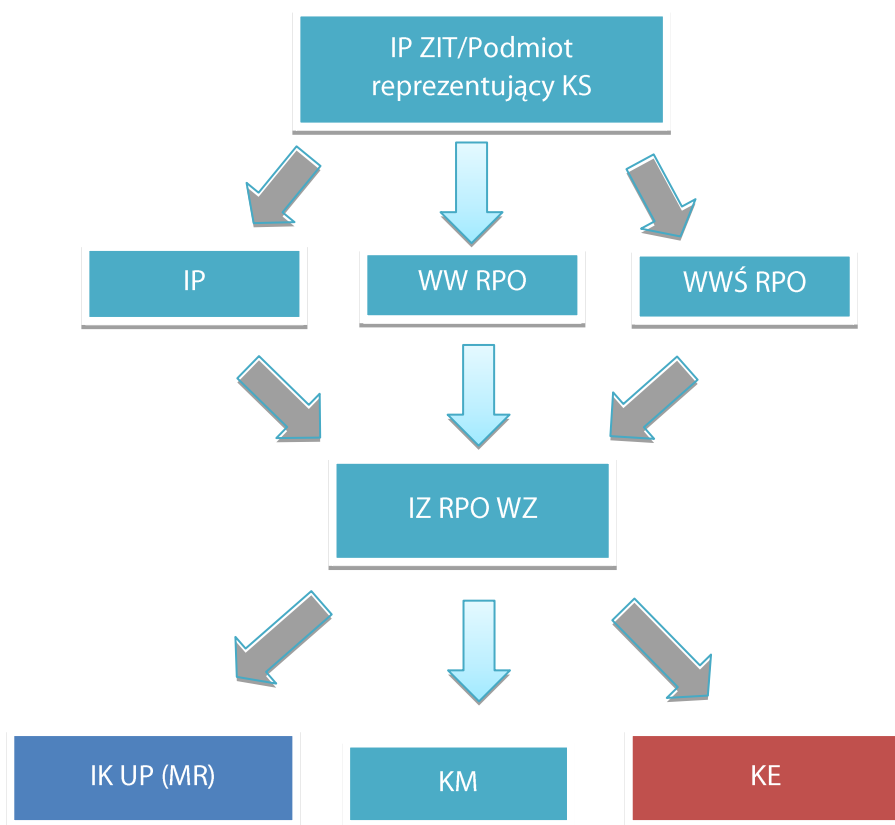 IP ZIT/Podmiot
reprezentujący KS
IP
WW RPO
WWŚ RPO
IZ RPO WZ
IK UP (MR)
KM
KE